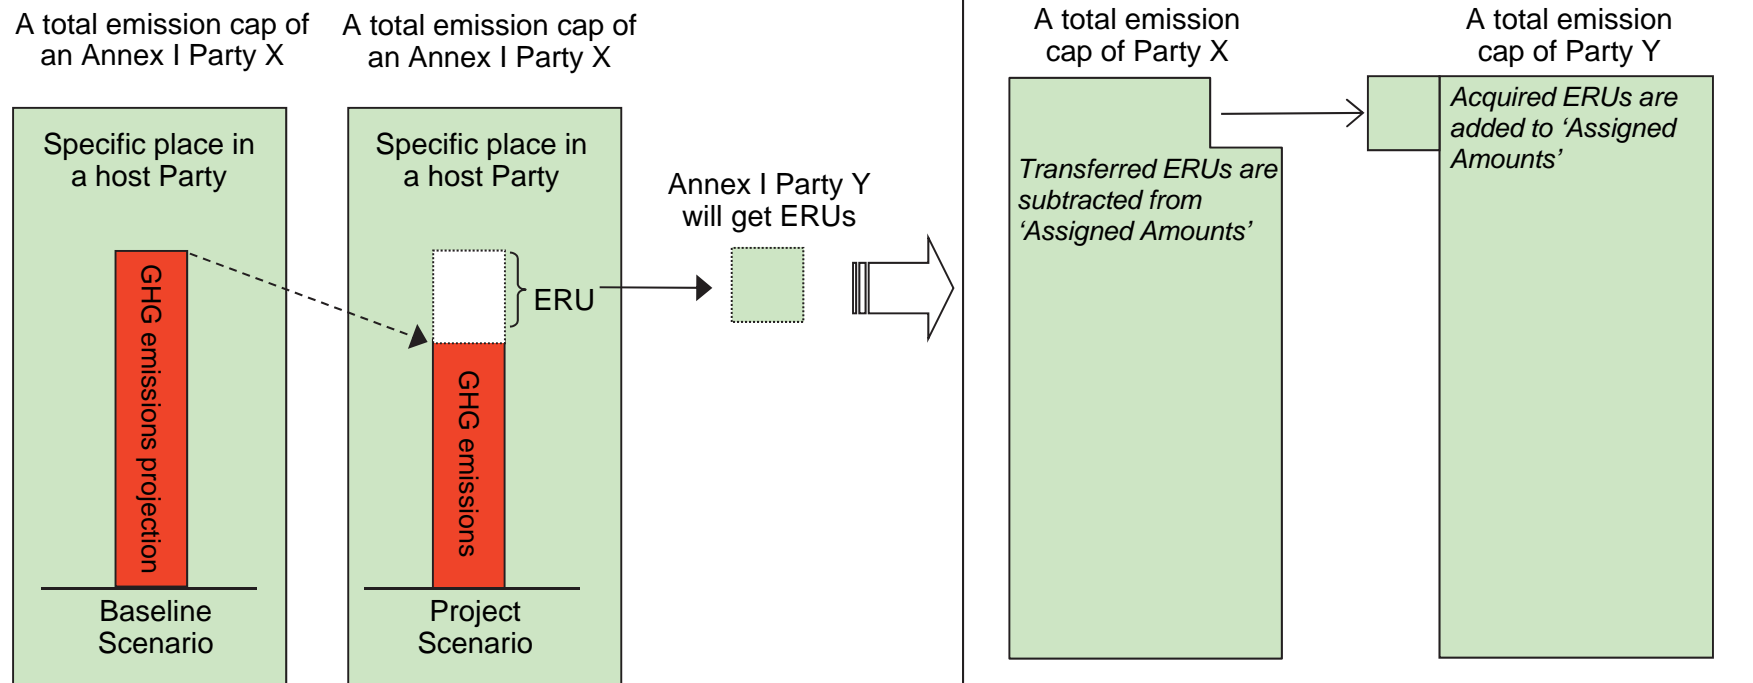 A total emission cap of
an Annex I Party X
Specific place in
a host Party
GHG emissions projection
Baseline
Scenario
A total emission cap of
an Annex I Party X
Specific place in
a host Party
ERU
GHG emissions
Project
Scenario
Annex I Party Y
will get ERUs
A total emission
cap of Party X
Transferred ERUs are
subtracted from
‘Assigned Amounts’
A total emission
cap of Party Y
Acquired ERUs are
added to ‘Assigned
Amounts’